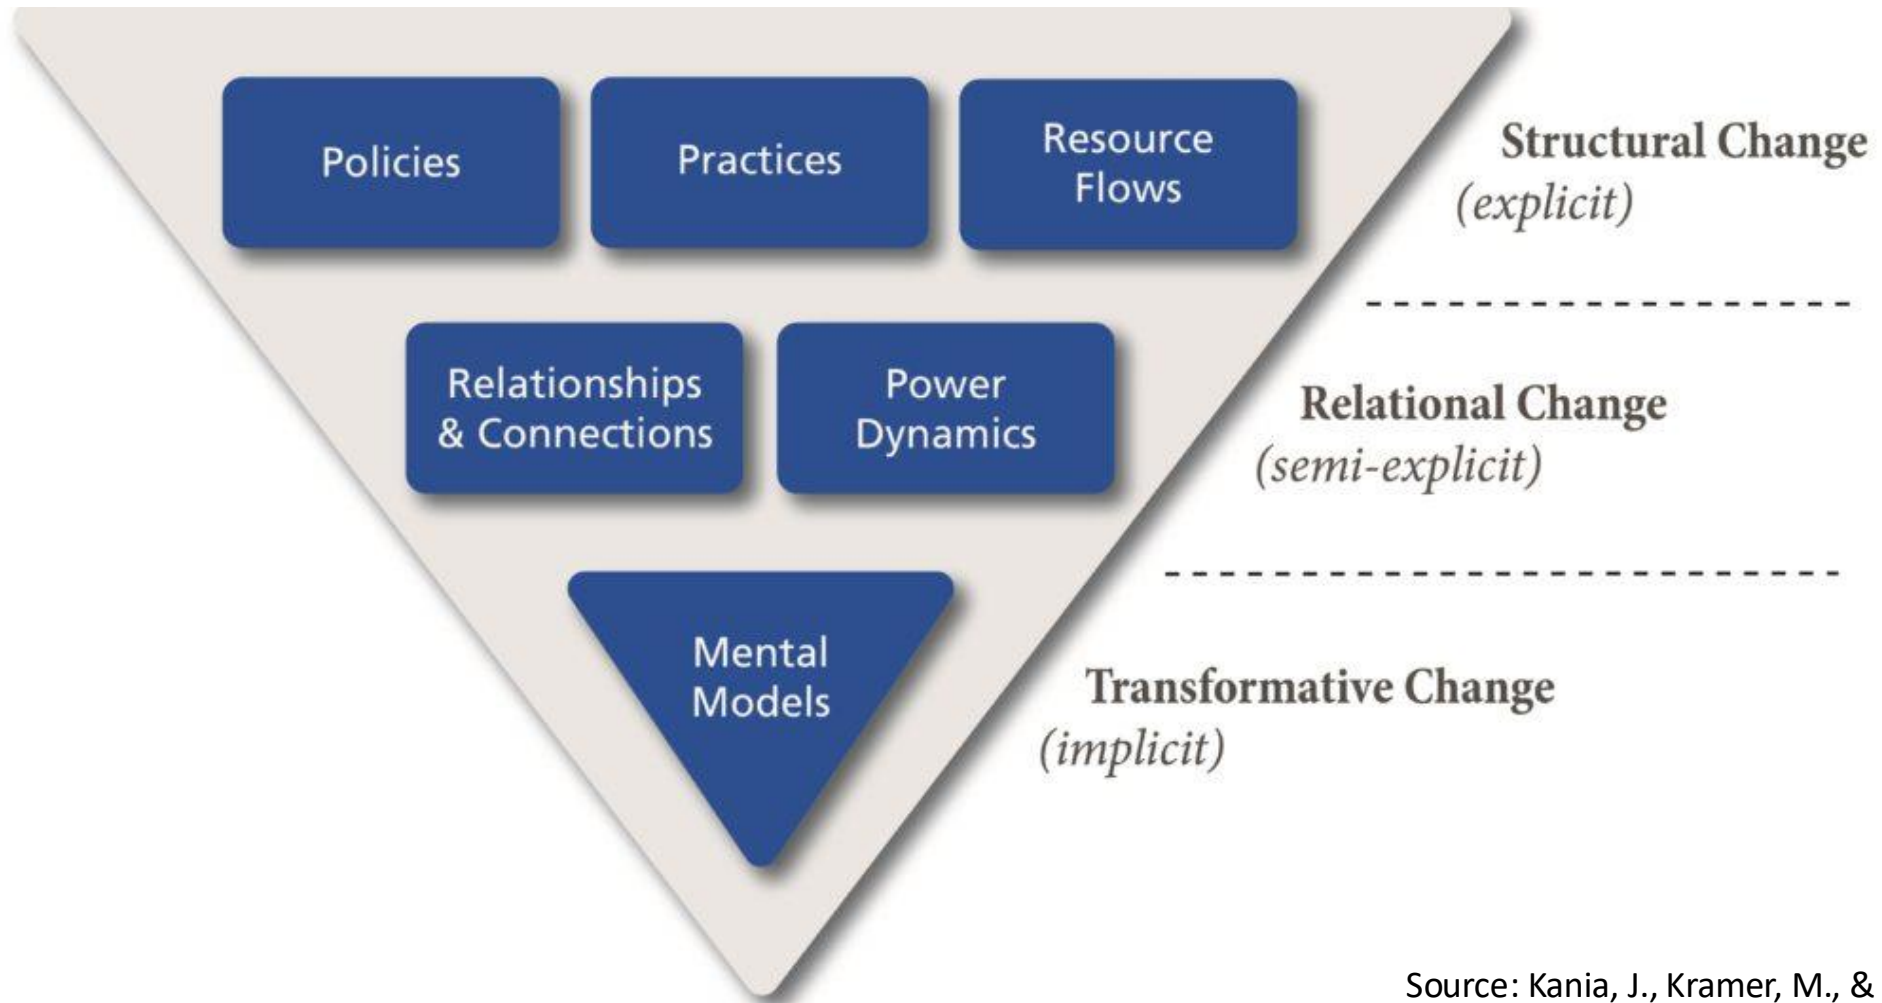 Policies
Practices
Resource
Flows
Structural Change
(explicit)
Relationships
& Connections
Power
Dynamics
Relational Change
(semi-explicit)
Mental
Models
Transformative Change
(implicit)
Source: Kania, J., Kramer, M., &